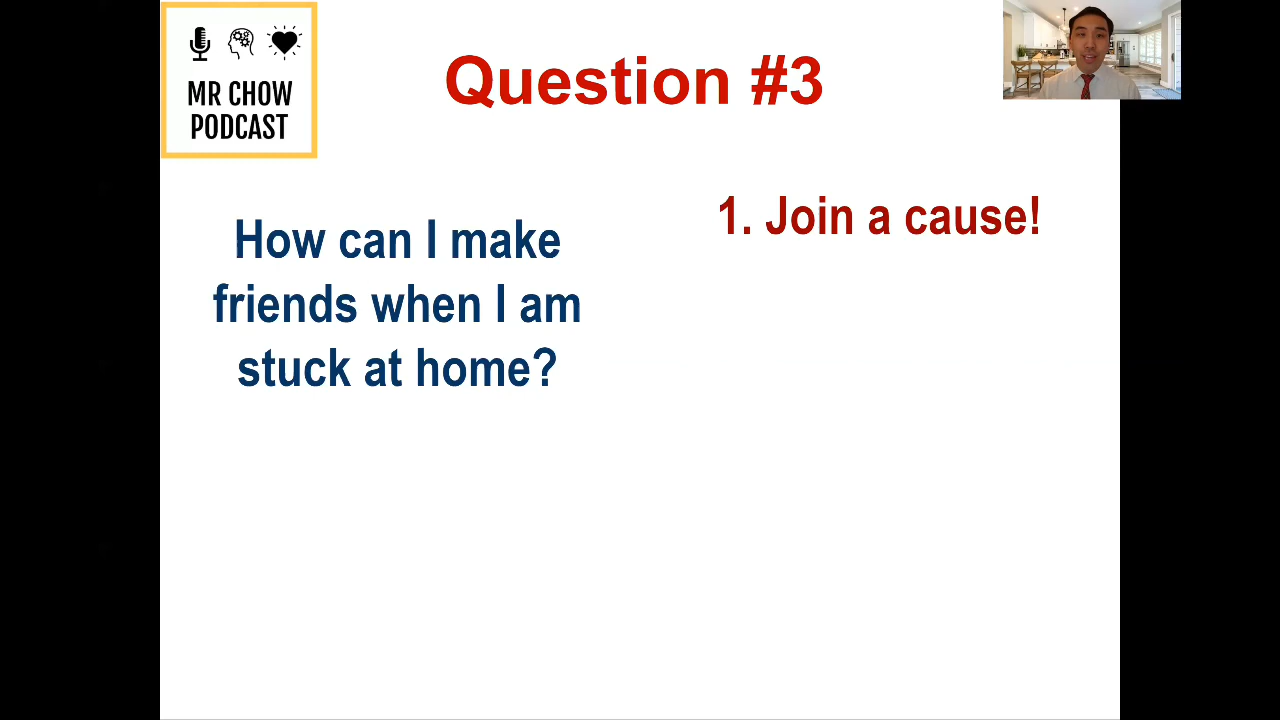 MR CHOW
PODCAST
Question #3
How can I make
friends when I am
stuck at home?
1. Join a cause!